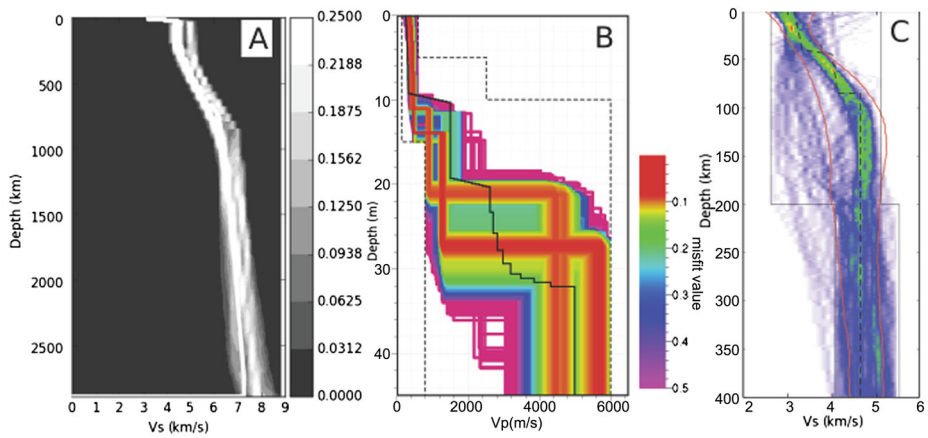 A
0
500
1000
1500
2000
2500
Depth (km)
0 1 2 3 4 5 6 7 8 9
Vs (km/s)
0.2500
0.2188
0.1875
0.1562
0.1250
0.0938
0.0625
0.0312
0.0000
B
0
10
20
30
40
Depth (m)
0 2000 4000 6000
Vp(m/s)
0.1
0.2
0.3
0.4
0.5
misfit value
C
0
50
100
150
200
250
300
350
400
Depth (km)
2 3 4 5 6
Vs (km/s)